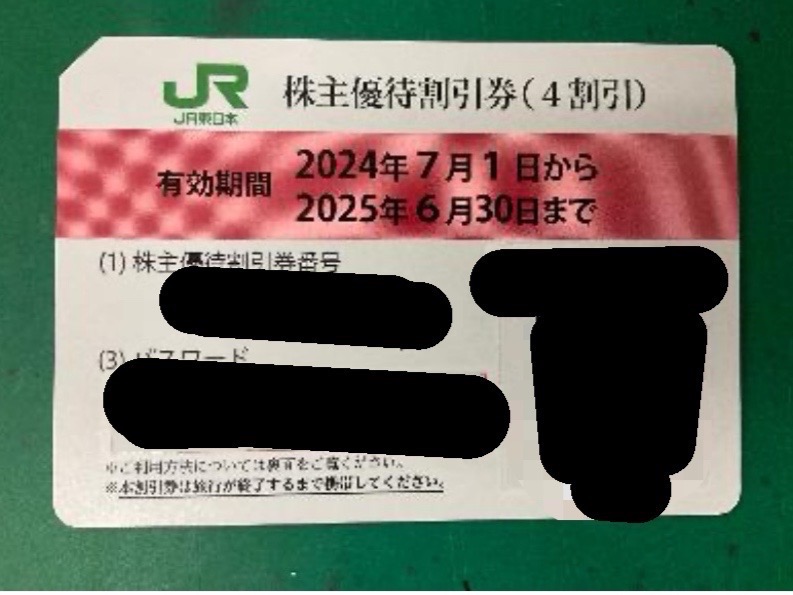 JR 株主優待割引券(4割引)
JR東日本
有効期間 2024年7月1日から
2025年6月30日まで
(1) 株主優待割引券番号
(3) パスワード
※ご利用方法については裏面をご覧ください。
※本割引券は旅行が終了するまで携帯してください。